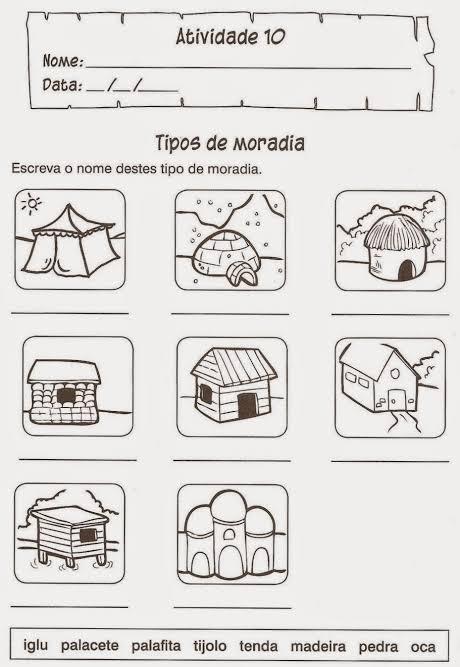 Atividade 10
Nome:
Data: __/__/____
Tipos de moradia
Escreva o nome destes tipo de moradia.
iglu palacete palafita tijolo tenda madeira pedra oca